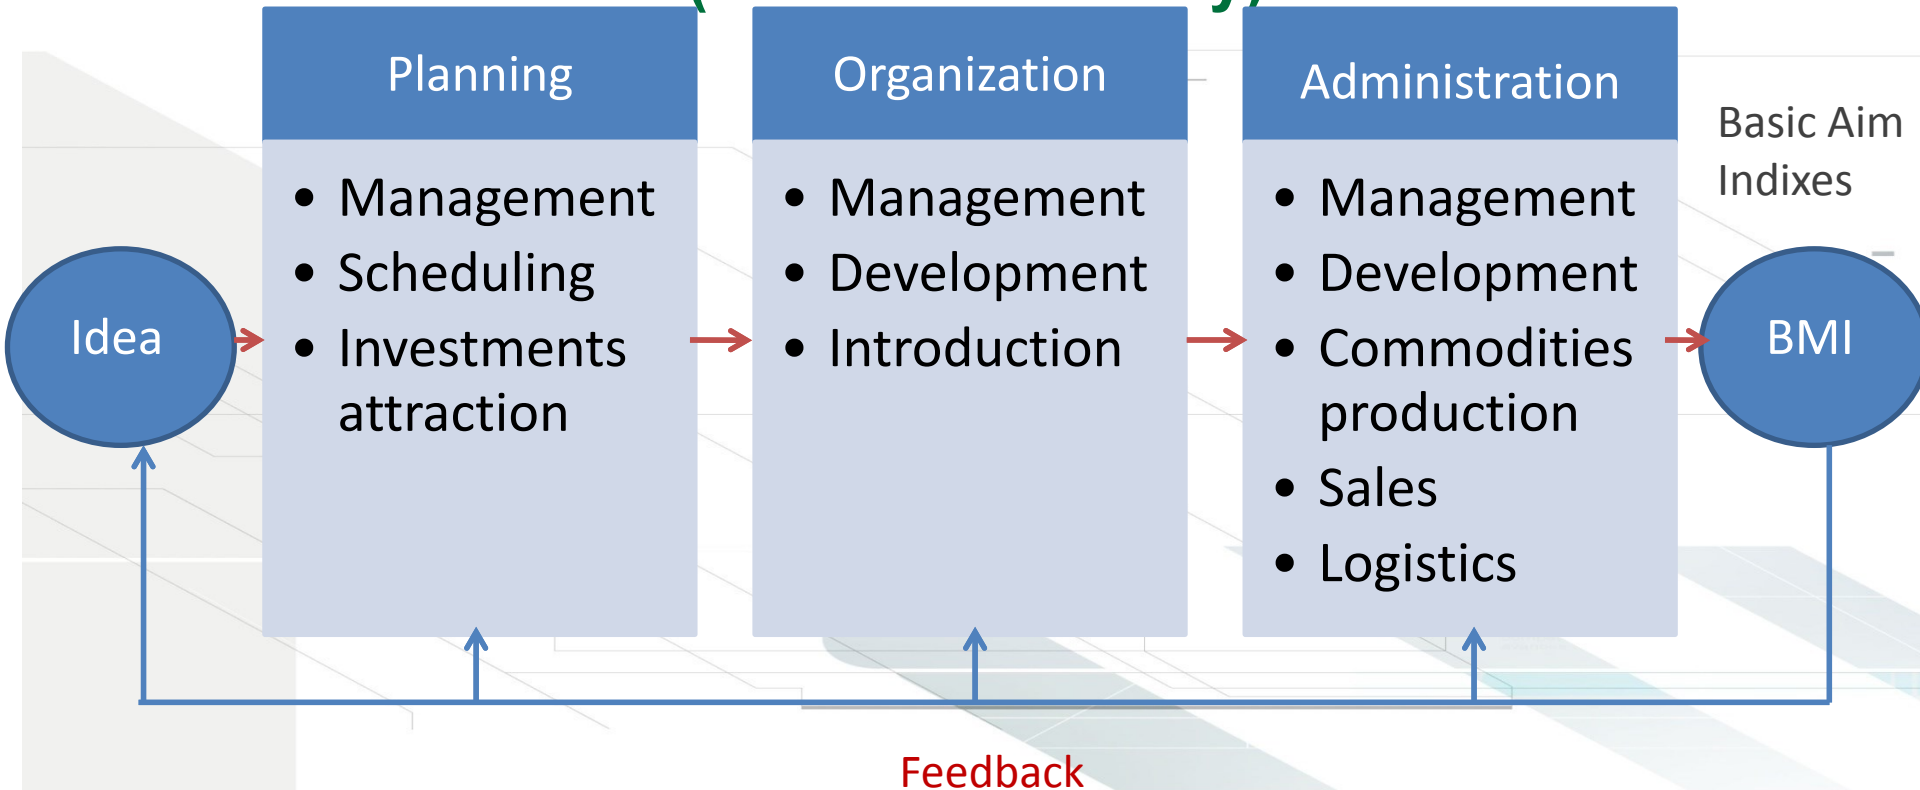 Planning
Organization
Administration
Basic Aim
Indixes
• Management
• Scheduling
• Investments
attraction
• Management
• Development
• Introduction
• Management
• Development
• Commodities
production
• Sales
• Logistics
Idea
BMI
Feedback